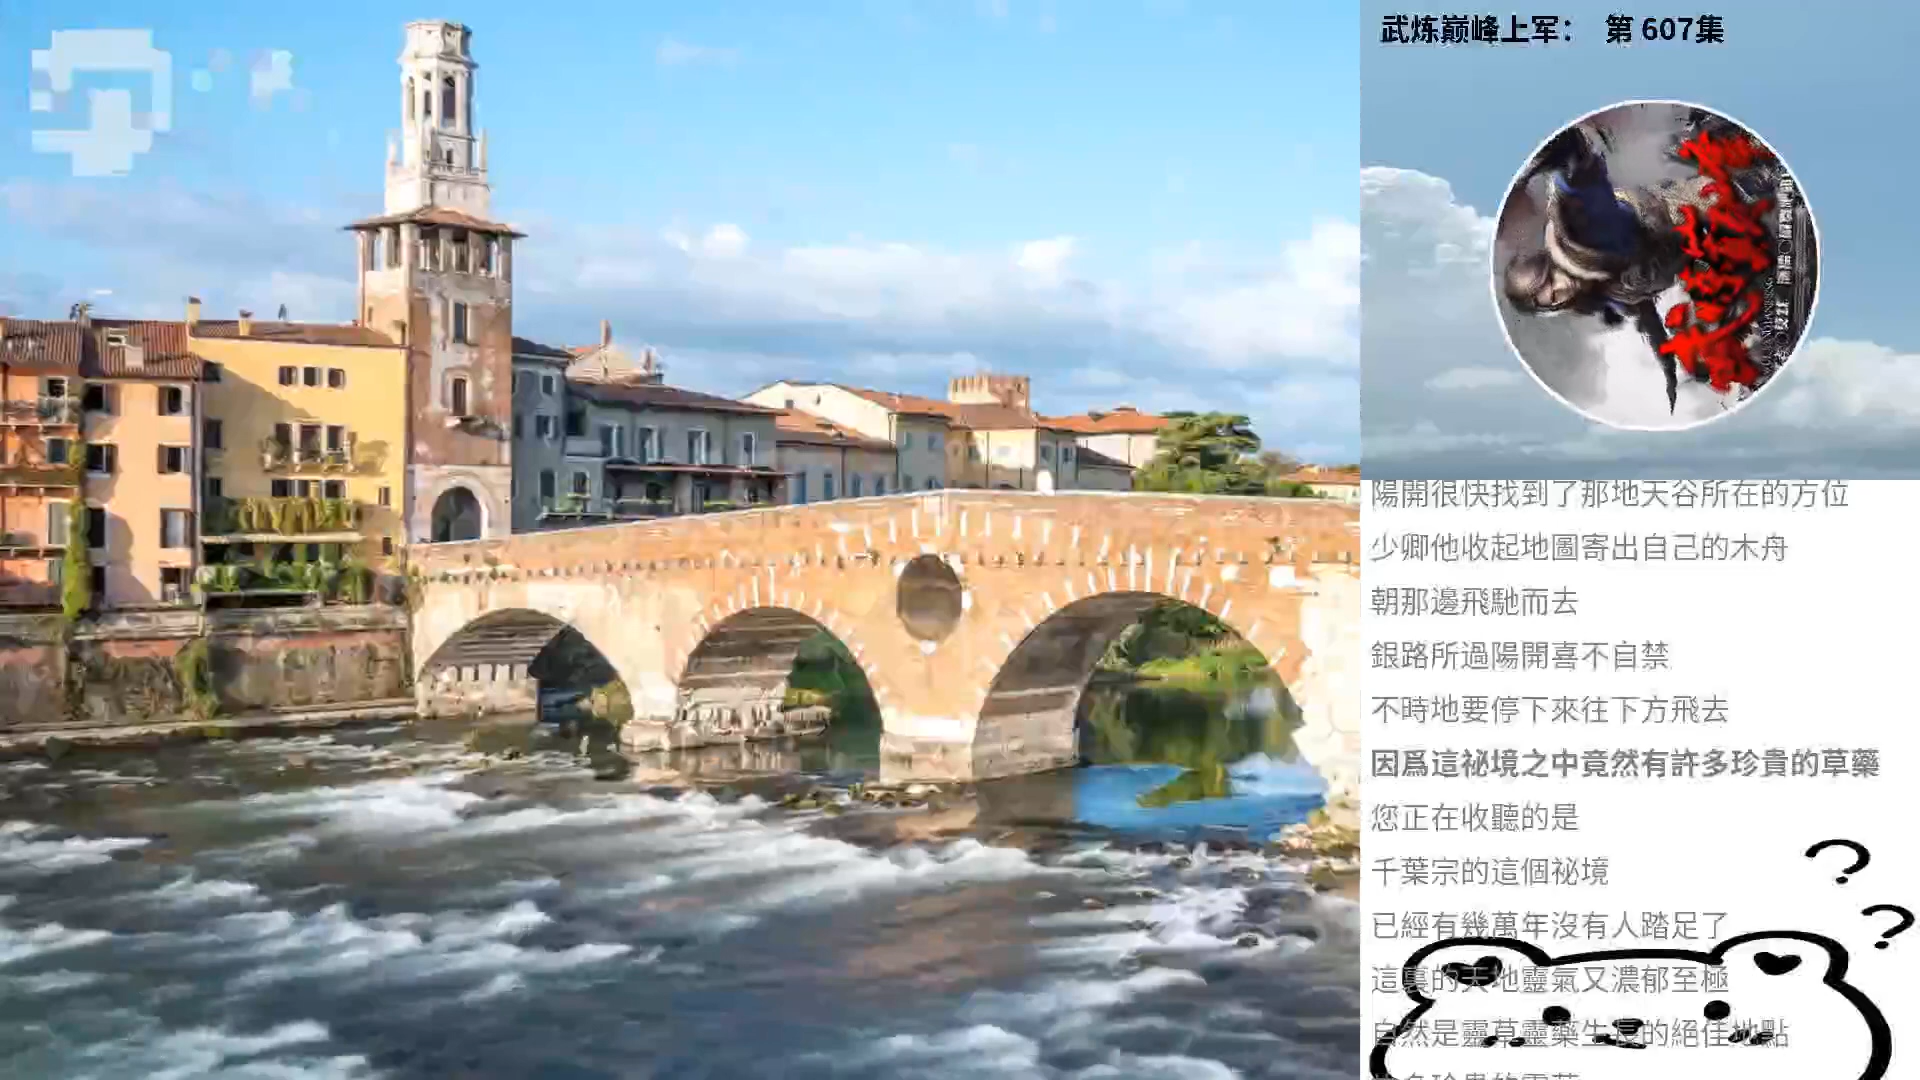 武炼巅峰上军： 第 607集
陽開很快找到了那地天谷所在的方位
少卿他收起地圖寄出自己的木舟
朝那邊飛馳而去
銀路所過陽開喜不自禁
不時地要停下來往下方飛去
因爲這祕境之中竟然有許多珍貴的草藥
您正在收聽的是
千葉宗的這個祕境
已經有幾萬年沒有人踏足了
這裏的天地靈氣又濃郁至極
自然是靈草靈藥生長的絕佳地點